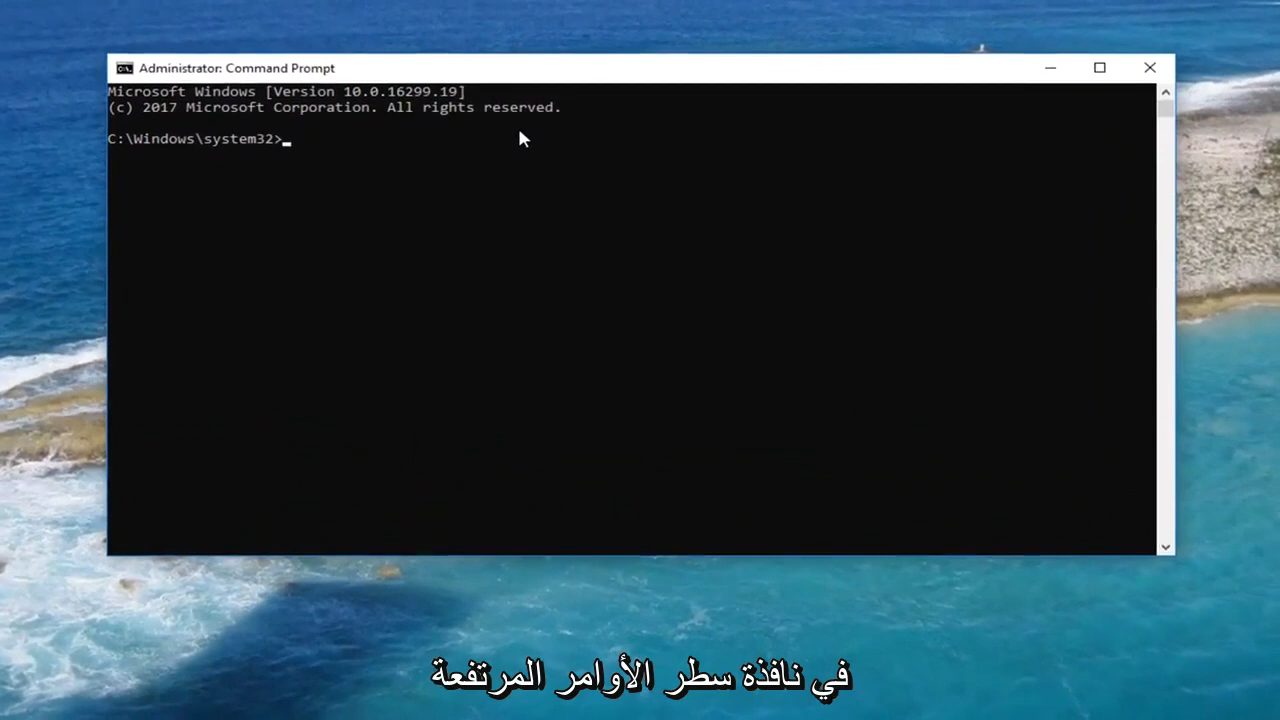 Administrator: Command Prompt
Microsoft Windows [Version 10.0.16299.19]
(c) 2017 Microsoft Corporation. All rights reserved.
C:\Windows\system32>
في نافذة سطر الأوامر المرتفعة